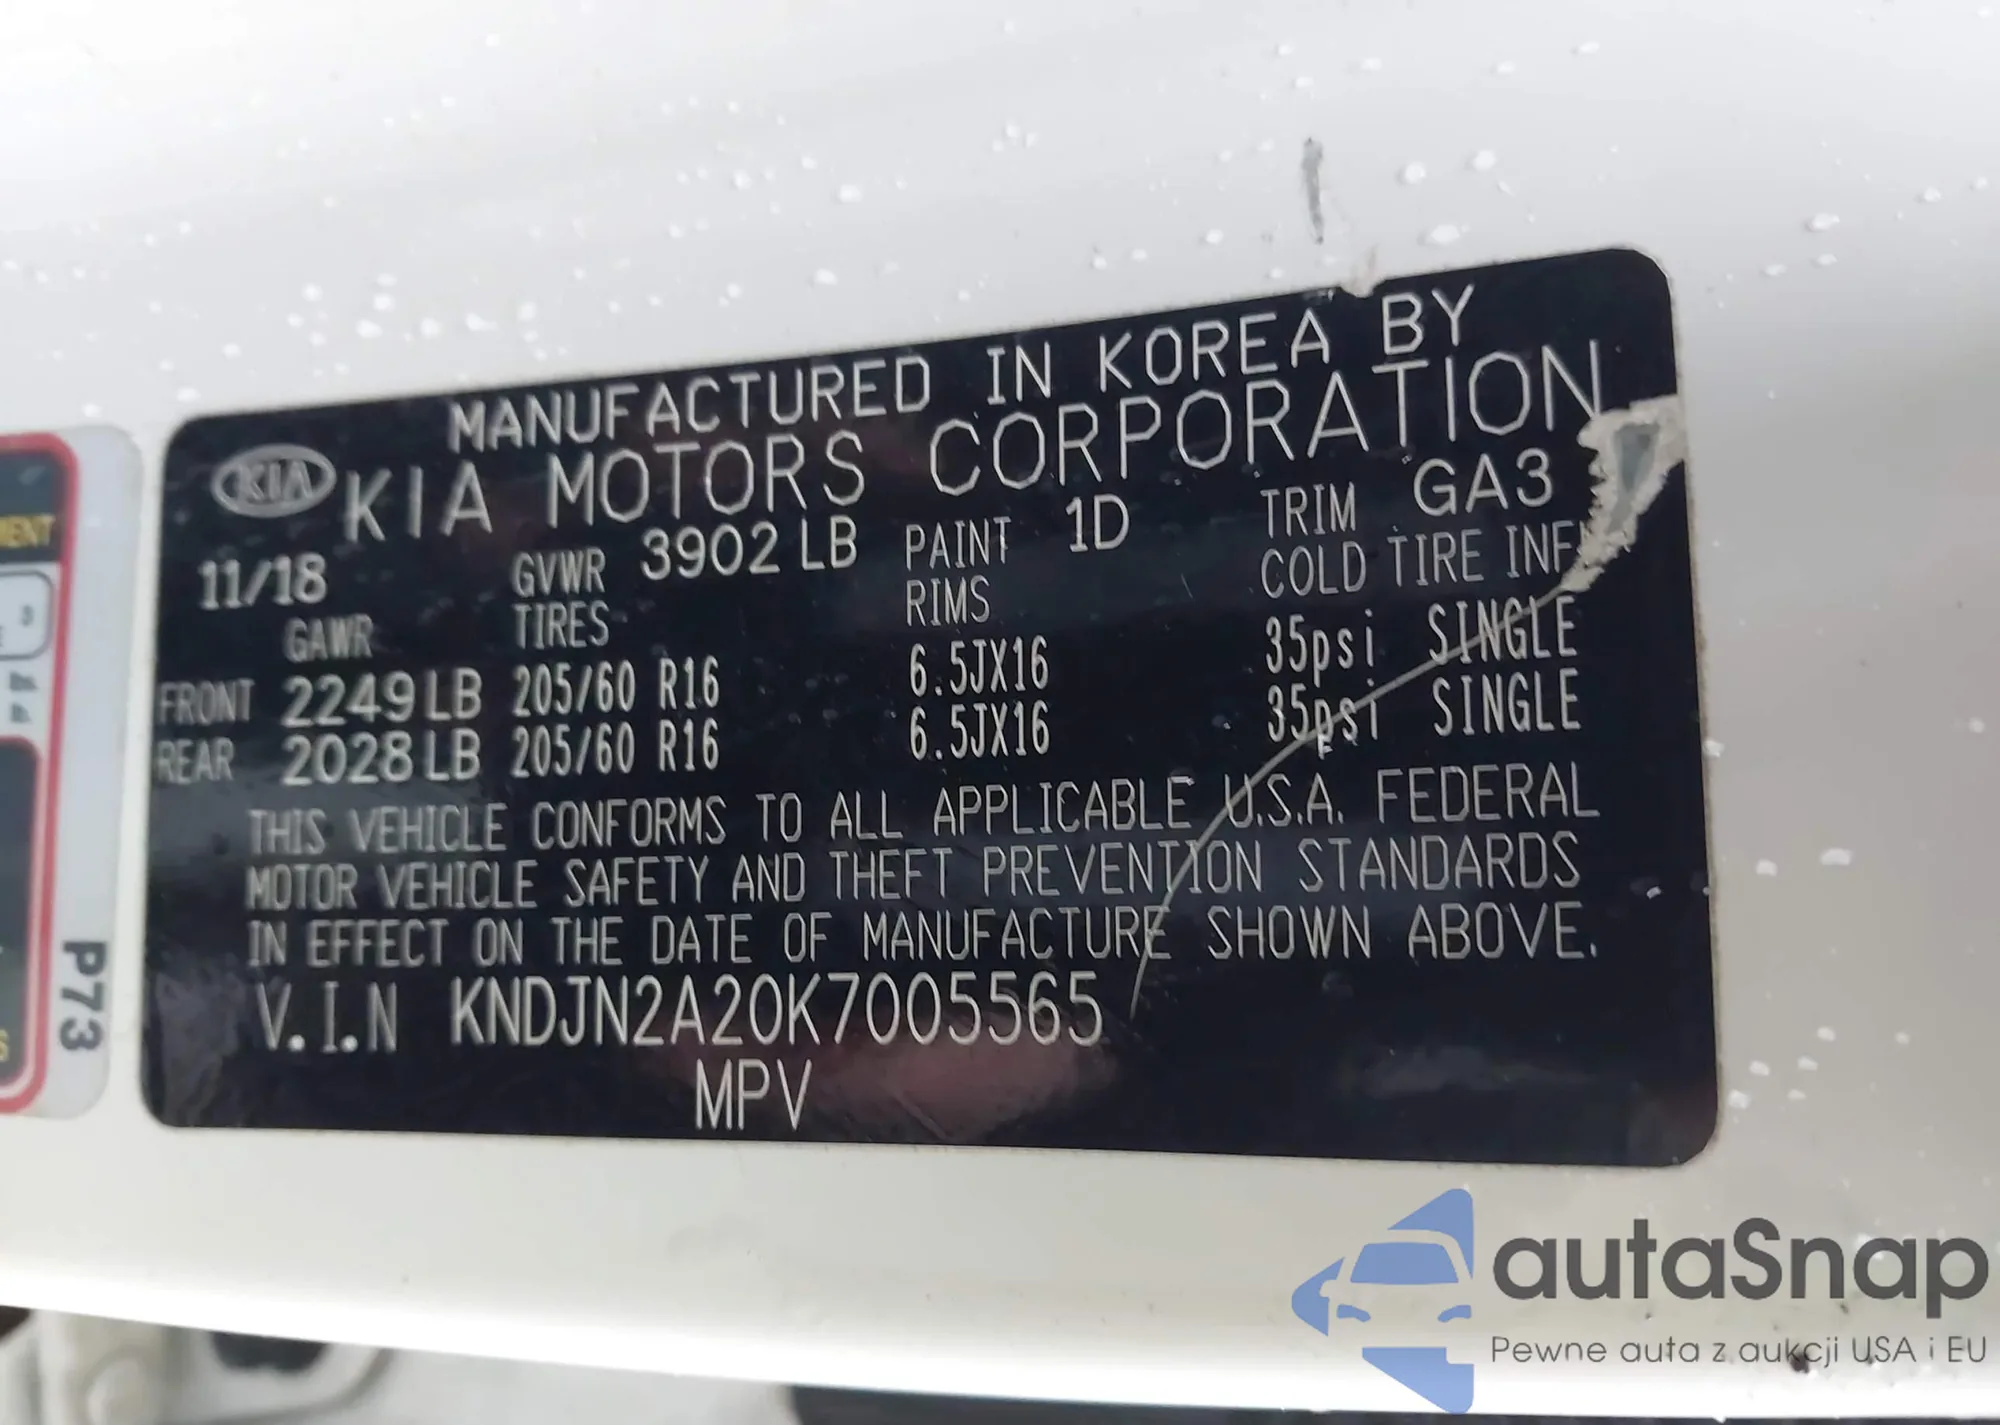 MANUFACTURED IN KOREA BY
KIA KIA MOTORS CORPORATION
11/18 GVWR 3902 LB PAINT 1D TRIM GA3
GAWR TIRES RIMS COLD TIRE INF
FRONT 2249 LB 205/60 R16 6.5JX16 35psi SINGLE
REAR 2028 LB 205/60 R16 6.5JX16 35psi SINGLE
THIS VEHICLE CONFORMS TO ALL APPLICABLE U.S.A. FEDERAL
MOTOR VEHICLE SAFETY AND THEFT PREVENTION STANDARDS
IN EFFECT ON THE DATE OF MANUFACTURE SHOWN ABOVE.
V.I.N KNDJN2A20K7005565
MPV
P73
autaSnap
Pewne auta z aukcji USA i EU